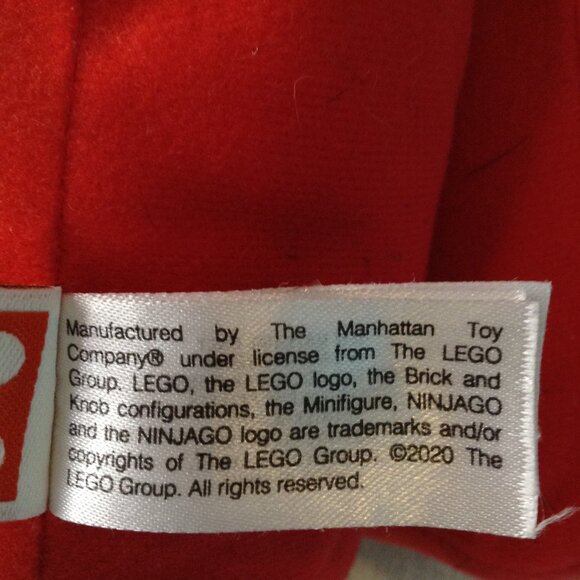 Manufactured by The Manhattan Toy
Company® under license from The LEGO
Group. LEGO, the LEGO logo, the Brick and
Knob configurations, the Minifigure, NINJAGO
and the NINJAGO logo are trademarks and/or
copyrights of The LEGO Group. ©2020 The
LEGO Group. All rights reserved.